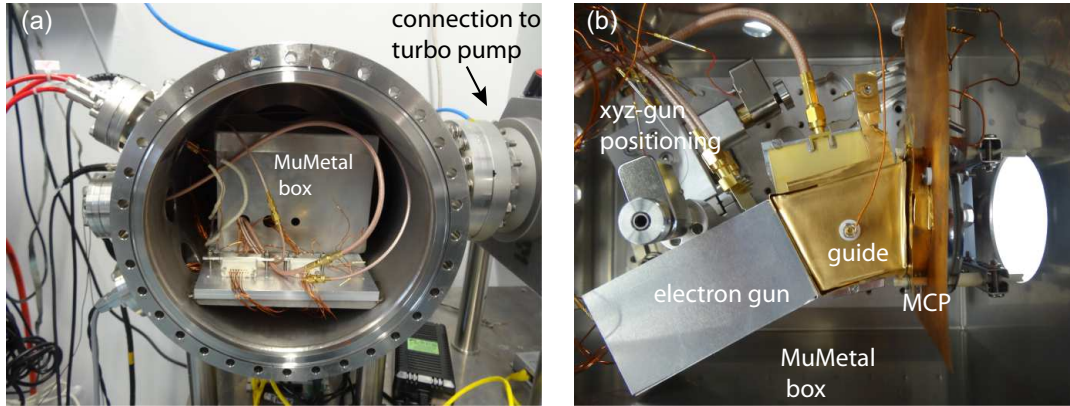 (a)
connection to
turbo pump
MuMetal
box
(b)
xyz-gun
positioning
guide
electron gun
MCP
MuMetal
box